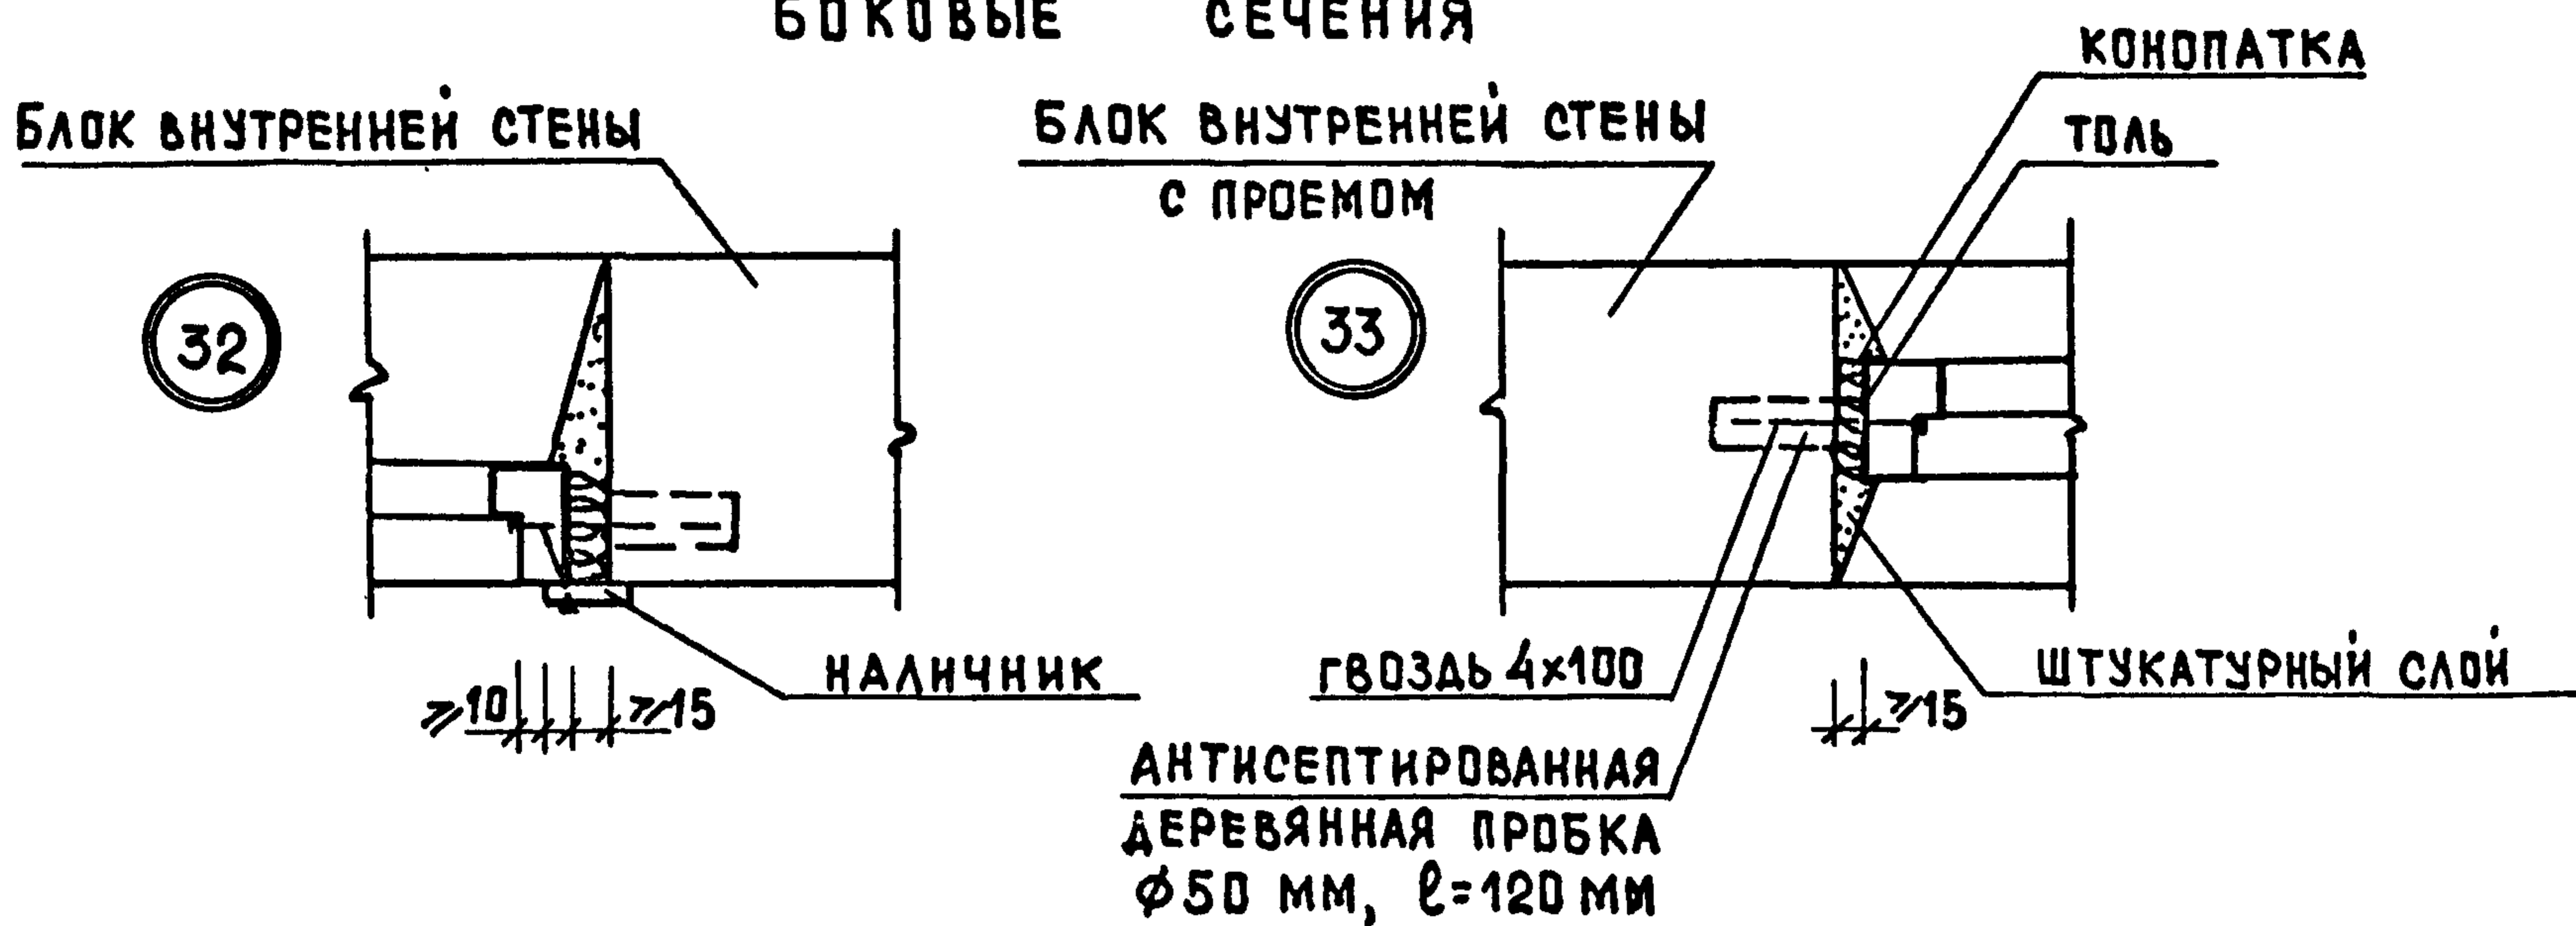 БОКОВЫЕ СЕЧЕНИЯ
БЛОК ВНУТРЕННЕЙ СТЕНЫ
32
≥10
≥15
НАЛИЧНИК
БЛОК ВНУТРЕННЕЙ СТЕНЫ
С ПРОЕМОМ
33
КОНОПАТКА
ТОЛЬ
ГВОЗДЬ 4×100
АНТИСЕПТИРОВАННАЯ
ДЕРЕВЯННАЯ ПРОБКА
Ø50 ММ, ℓ=120 ММ
≥15
ШТУКАТУРНЫЙ СЛОЙ